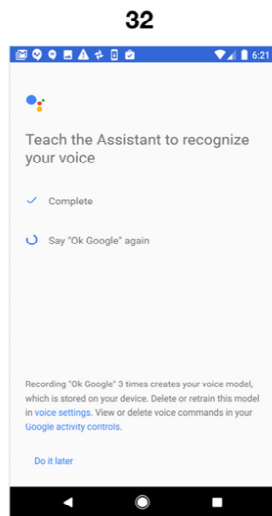 32
6:21
Teach the Assistant to recognize
your voice
Complete
Say "Ok Google" again
Recording "Ok Google" 3 times creates your voice model,
which is stored on your device. Delete or retrain this model
in voice settings. View or delete voice commands in your
Google activity controls.
Do it later